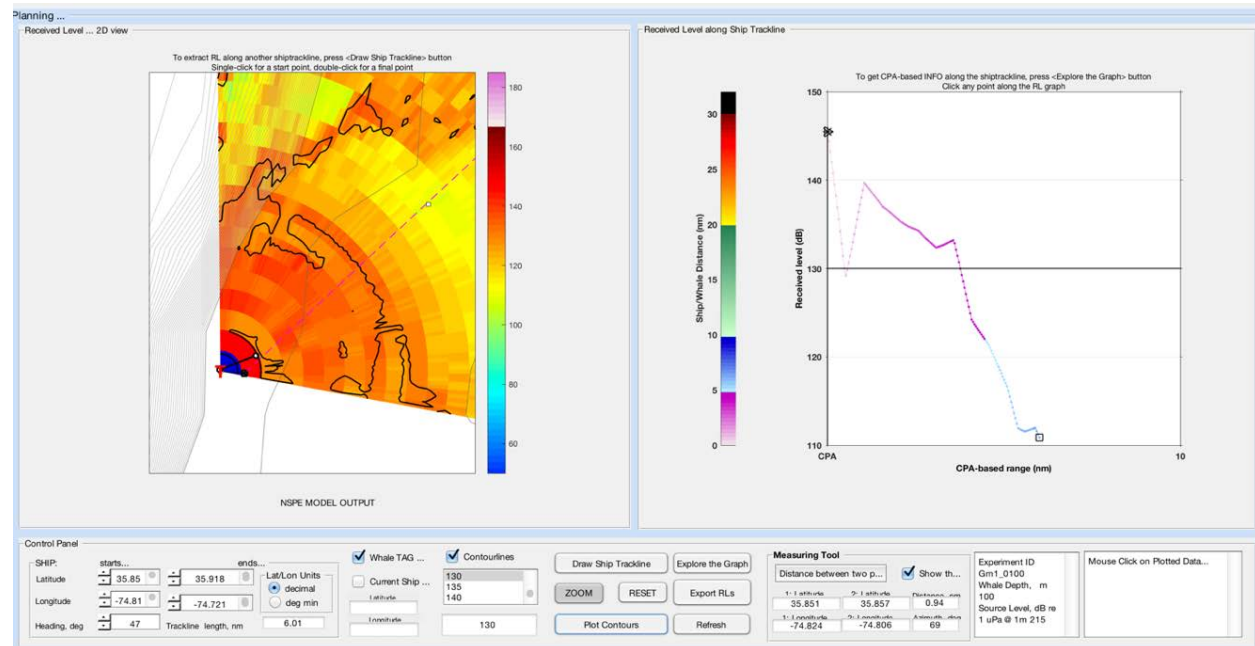 Planning ...
Received Level ... 2D view
To extract RL along another shiptrackline, press <Draw Ship Trackline> button
Single-click for a start point, double-click for a final point
180
160
140
120
100
80
60
T
NSPE MODEL OUTPUT
Received Level along Ship Trackline
To get CPA-based INFO along the shiptrackline, press <Explore the Graph> button
Click any point along the RL graph
30
25
20
15
10
5
0
Ship/Whale Distance (nm)
150
140
130
120
110
Received level (dB)
CPA
10
CPA-based range (nm)
Control Panel
SHIP: starts... ends...
Latitude 35.85 35.918
Longitude -74.81 -74.721
Heading, deg 47 Trackline length, nm 6.01
Lat/Lon Units
decimal
deg min
Whale TAG ...
Current Ship ...
Latitude
Longitude
Contourlines
130
135
140
130
Draw Ship Trackline
Explore the Graph
ZOOM
RESET
Export RLs
Plot Contours
Refresh
Measuring Tool
Distance between two p...
Show th...
1: Latitude 2: Latitude Distance, nm
35.851 35.857 0.94
1: Longitude 2: Longitude Azimuth, deg
-74.824 -74.806 69
Experiment ID
Gm1_0100
Whale Depth, m
100
Source Level, dB re
1 uPa @ 1m 215
Mouse Click on Plotted Data...